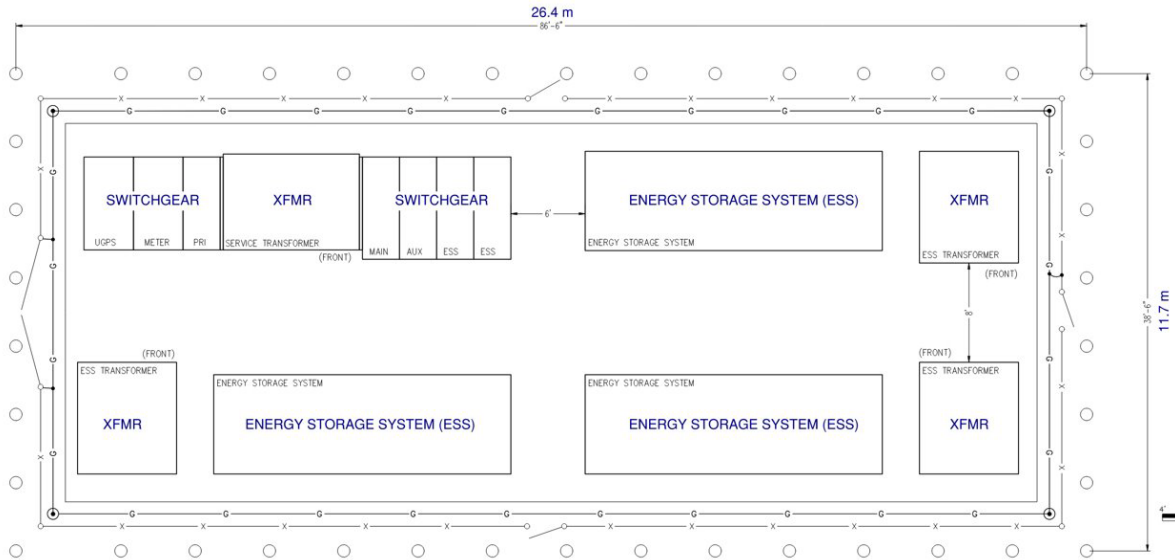 26.4 m
86'-6"
X X X X X X X X X X X X
G G G G G G G G G G
SWITCHGEAR
UGPS METER PRI
XFMR
SERVICE TRANSFORMER
(FRONT)
SWITCHGEAR
MAIN AUX ESS ESS
6'
ENERGY STORAGE SYSTEM (ESS)
ENERGY STORAGE SYSTEM
XFMR
ESS TRANSFORMER
(FRONT)
8'
38'-6"
11.7 m
(FRONT)
ESS TRANSFORMER
XFMR
ENERGY STORAGE SYSTEM
ENERGY STORAGE SYSTEM (ESS)
ENERGY STORAGE SYSTEM
ENERGY STORAGE SYSTEM (ESS)
(FRONT)
ESS TRANSFORMER
XFMR
4'
G G G G G G G G G G
X X X X X X X X X X X X